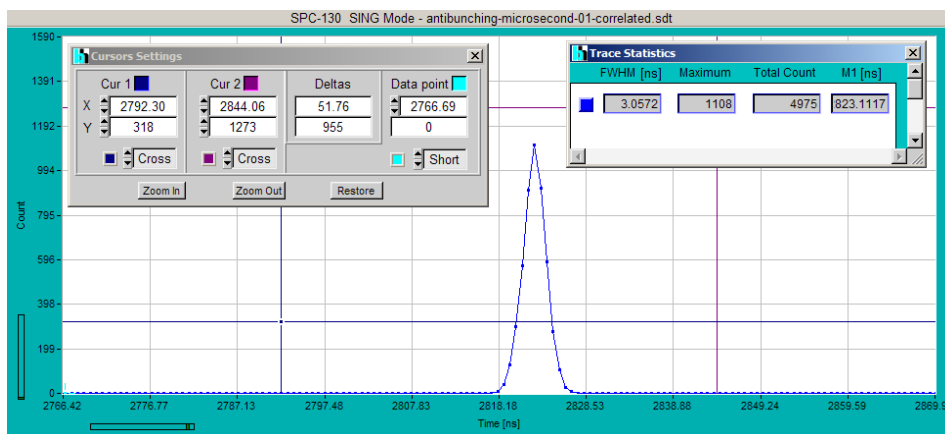 SPC-130 SING Mode - antibunching-microsecond-01-correlated.sdt
Cursors Settings
Cur 1 Cur 2 Deltas Data point
X 2792.30 2844.06 51.76 2766.69
Y 318 1273 955 0
Cross Cross Short
Zoom In Zoom Out Restore
Trace Statistics
FWHM [ns] Maximum Total Count M1 [ns]
3.0572 1108 4975 823.1117
1590
1391
1192
994
795
596
398
199
0
Count
2766.42 2776.77 2787.13 2797.48 2807.83 2818.18 2828.53 2838.88 2849.24 2859.59 2869.9
Time [ns]